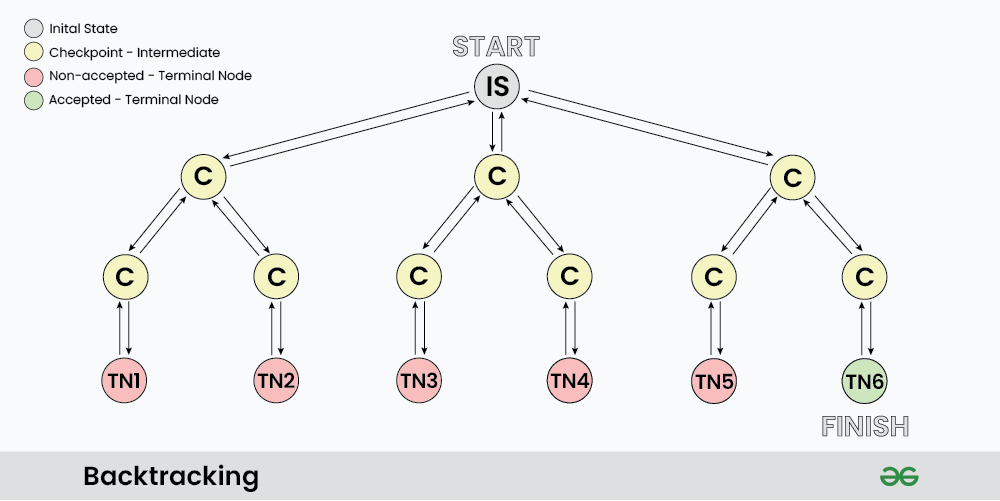 Inital State
Checkpoint - Intermediate
Non-accepted - Terminal Node
Accepted - Terminal Node
START
IS
C C C
C C C C C C
TN1 TN2 TN3 TN4 TN5 TN6
FINISH
Backtracking